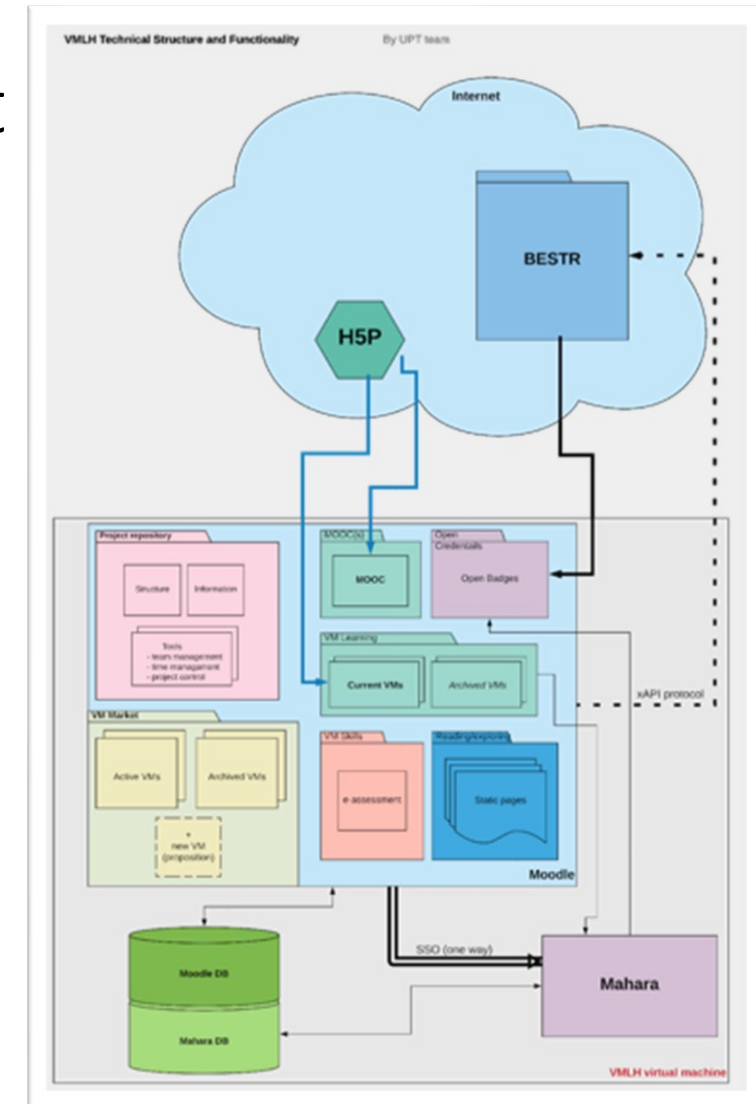 t
VMLH Technical Structure and Functionality
By UPT team
Internet
BESTR
H5P
Project repository
Structure
Information
Tools
- team management
- time management
- project control
MOOC(s)
MOOC
Open
Credentails
Open Badges
VM Learning
Current VMs
Archived VMs
xAPI protocol
VM Market
Active VMs
Archived VMs
+
new VM
(proposition)
VM Skills
e-assessment
Reading/exploring
Static pages
Moodle
SSO (one way)
Moodle DB
Mahara DB
Mahara
VMLH virtual machine